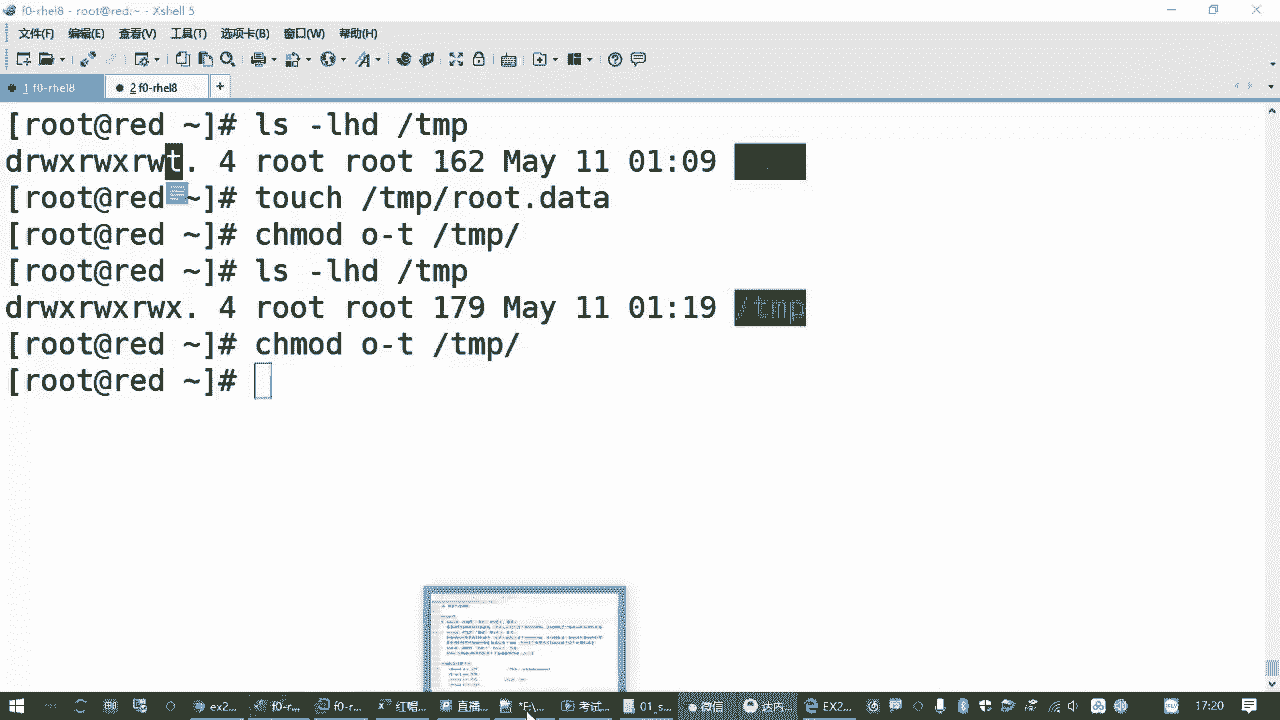 f0-rhel8 - root@red:~ - Xshell 5
文件(F) 编辑(E) 查看(V) 工具(T) 选项卡(B) 窗口(W) 帮助(H)
1 f0-rhel8 2 f0-rhel8 +
[root@red ~]# ls -lhd /tmp
drwxrwxrwt. 4 root root 162 May 11 01:09
[root@red ~]# touch /tmp/root.data
[root@red ~]# chmod o-t /tmp/
[root@red ~]# ls -lhd /tmp
drwxrwxrwx. 4 root root 179 May 11 01:19 /tmp
[root@red ~]# chmod o-t /tmp/
[root@red ~]#
ex2... f0-r... f0-r... 红帽... 直播... *E:\... 考试... 01_5... 微信 达内... EX2... 17:20